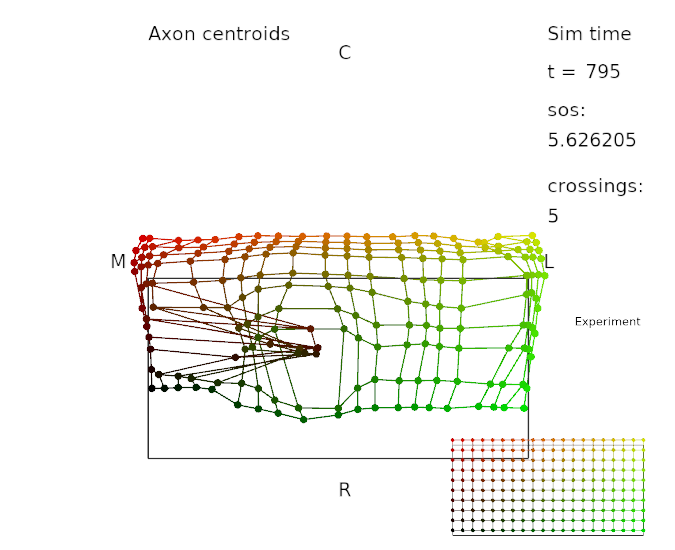 Axon centroids
C
Sim time
t = 795
sos:
5.626205
crossings:
5
M
L
Experiment
R